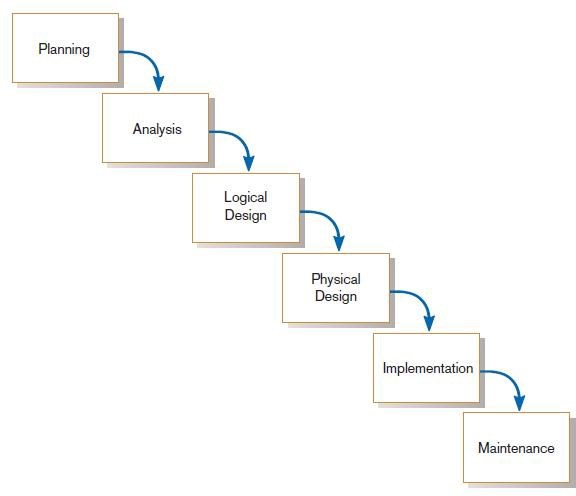 Planning
Analysis
Logical
Design
Physical
Design
Implementation
Maintenance